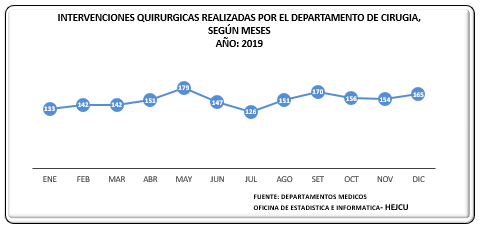 INTERVENCIONES QUIRURGICAS REALIZADAS POR EL DEPARTAMENTO DE CIRUGIA,
SEGÚN MESES
AÑO: 2019
133 142 142 151 179 147 126 151 170 156 154 165
ENE FEB MAR ABR MAY JUN JUL AGO SET OCT NOV DIC
FUENTE: DEPARTAMENTOS MEDICOS
OFICINA DE ESTADISTICA E INFORMATICA- HEJCU